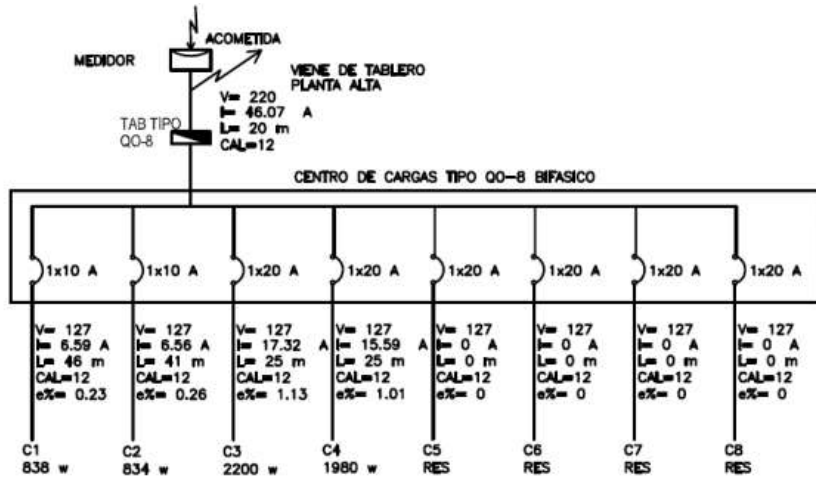 ACOMETIDA
MEDIDOR
VIENE DE TABLERO
PLANTA ALTA
V= 220
I= 46.07 A
L= 20 m
CAL=12
TAB TIPO
QO-8
CENTRO DE CARGAS TIPO QO-8 BIFASICO
1x10 A
1x10 A
1x20 A
1x20 A
1x20 A
1x20 A
1x20 A
1x20 A
V= 127
I= 6.59 A
L= 46 m
CAL=12
e%= 0.23
V= 127
I= 6.56 A
L= 41 m
CAL=12
e%= 0.26
V= 127
I= 17.32 A
L= 25 m
CAL=12
e%= 1.13
V= 127
I= 15.59 A
L= 25 m
CAL=12
e%= 1.01
V= 127
I= 0 A
L= 0 m
CAL=12
e%= 0
V= 127
I= 0 A
L= 0 m
CAL=12
e%= 0
V= 127
I= 0 A
L= 0 m
CAL=12
e%= 0
V= 127
I= 0 A
L= 0 m
CAL=12
e%= 0
C1
838 w
C2
834 w
C3
2200 w
C4
1980 w
C5
RES
C6
RES
C7
RES
C8
RES